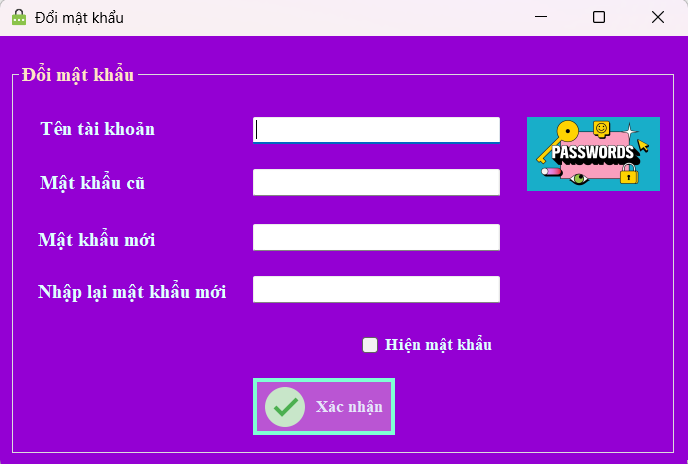 Đổi mật khẩu
Đổi mật khẩu
Tên tài khoản
PASSWORDS
Mật khẩu cũ
Mật khẩu mới
Nhập lại mật khẩu mới
Hiện mật khẩu
Xác nhận